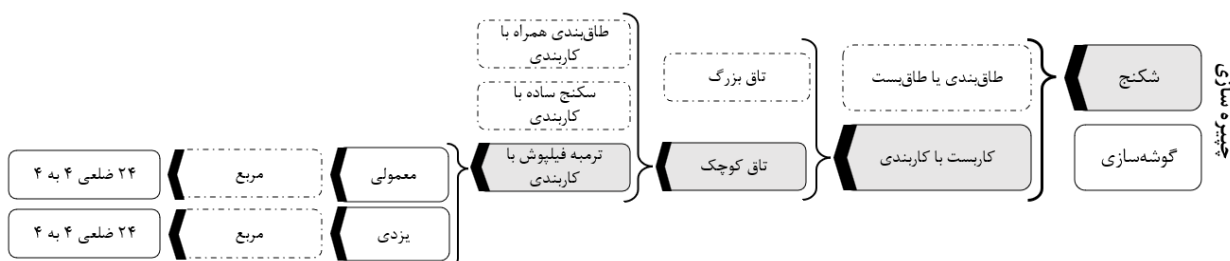 چپیره سازی
شکنج
گوشه‌سازی
طاق‌بندی یا طاق‌بست
کاربست با کاربندی
تاق بزرگ
تاق کوچک
طاق‌بندی همراه با
کاربندی
سکنج ساده با
کاربندی
ترمبه فیلپوش با
کاربندی
معمولی
مربع
۲۴ ضلعی ۴ به ۴
یزدی
مربع
۲۴ ضلعی ۴ به ۴